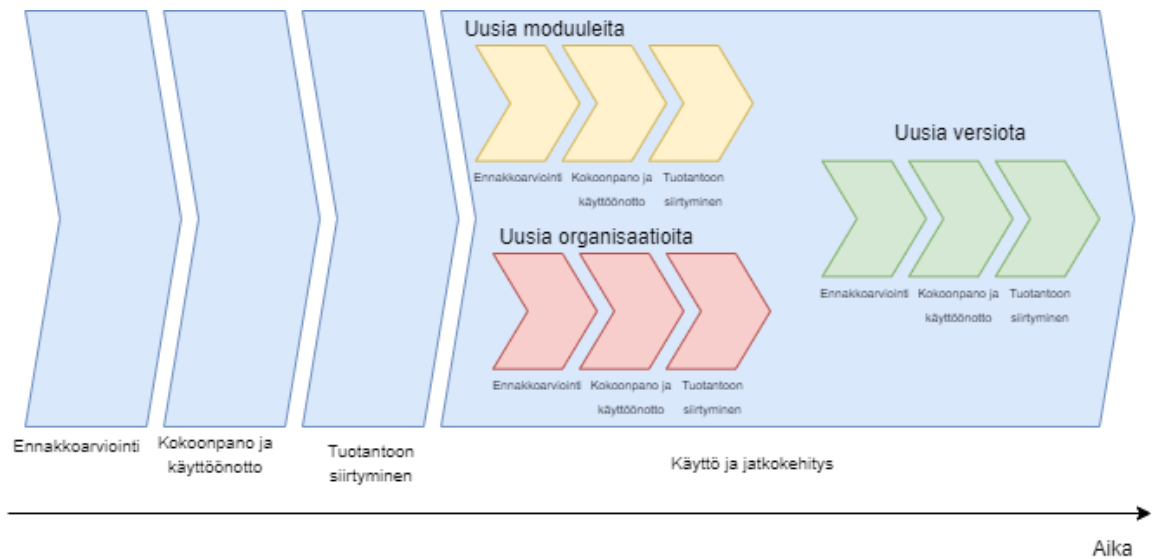 Uusia moduuleita
Ennakkoarviointi
Kokoonpano ja
käyttöönotto
Tuotantoon
siirtyminen
Uusia organisaatioita
Ennakkoarviointi
Kokoonpano ja
käyttöönotto
Tuotantoon
siirtyminen
Uusia versiota
Ennakkoarviointi
Kokoonpano ja
käyttöönotto
Tuotantoon
siirtyminen
Ennakkoarviointi
Kokoonpano ja
käyttöönotto
Tuotantoon
siirtyminen
Käyttö ja jatkokehitys
Aika